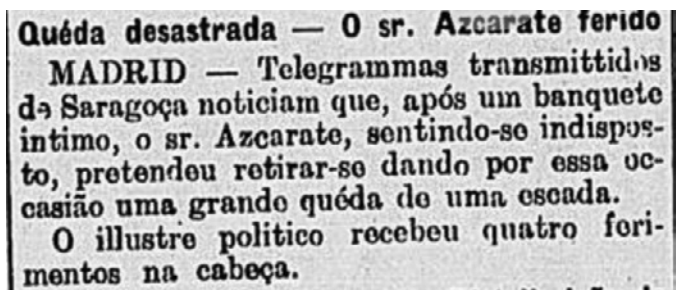 Quéda desastrada — O sr. Azcarate ferido
MADRID — Telegrammas transmittidos
de Saragoça noticiam que, após um banquete
intimo, o sr. Azcarate, sentindo-se indispos-
to, pretendeu retirar-se dando por essa oc-
casião uma grande quéda de uma escada.
O illustre politico recebeu quatro feri-
mentos na cabeça.